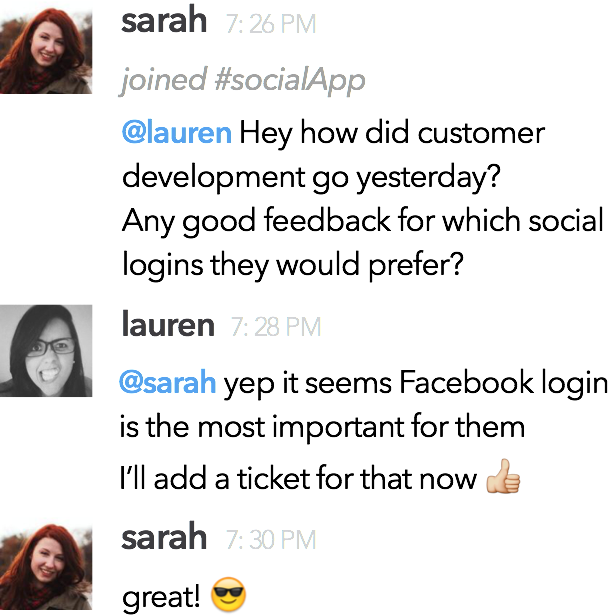 sarah 7:26 PM
joined #socialApp
@lauren Hey how did customer
development go yesterday?
Any good feedback for which social
logins they would prefer?
lauren 7:28 PM
@sarah yep it seems Facebook login
is the most important for them
I'll add a ticket for that now 👍🏼
sarah 7:30 PM
great! 😎